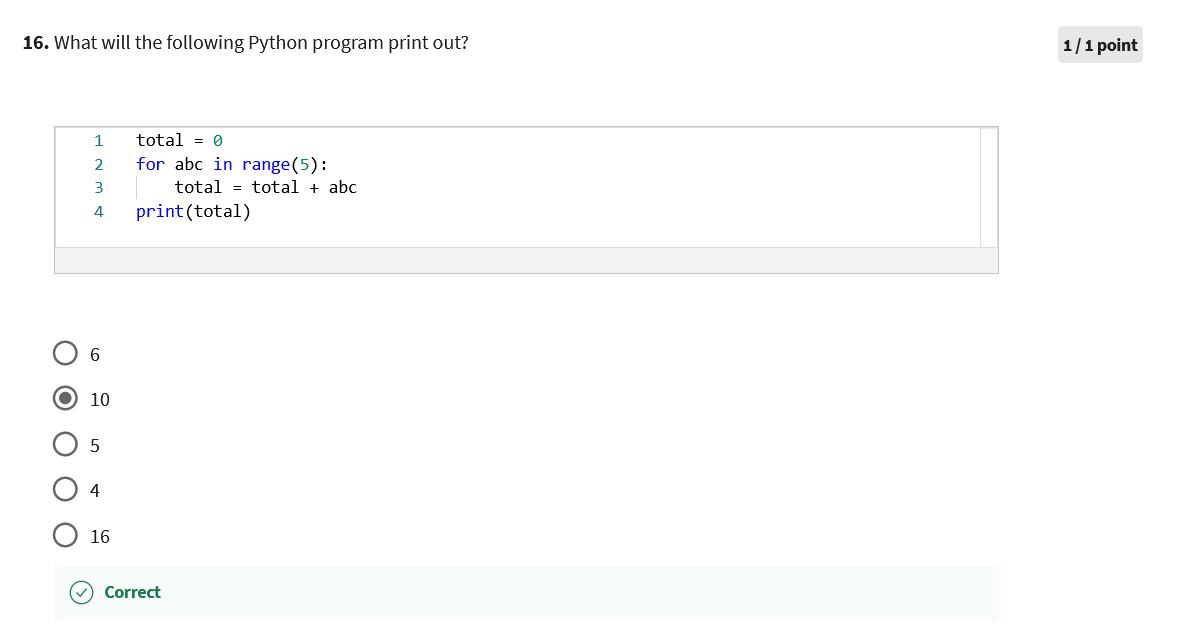 16. What will the following Python program print out?
1 / 1 point
1 total = 0
2 for abc in range(5):
3     total = total + abc
4 print(total)
6
10
5
4
16
Correct